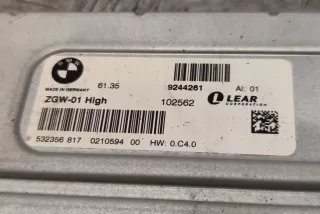 BMW
MADE IN GERMANY 61.35 9244261 AI: 01
ZGW-01 High 102562 LEAR
CORPORATION
532356 817 0210594 00 HW: 0.C4.0